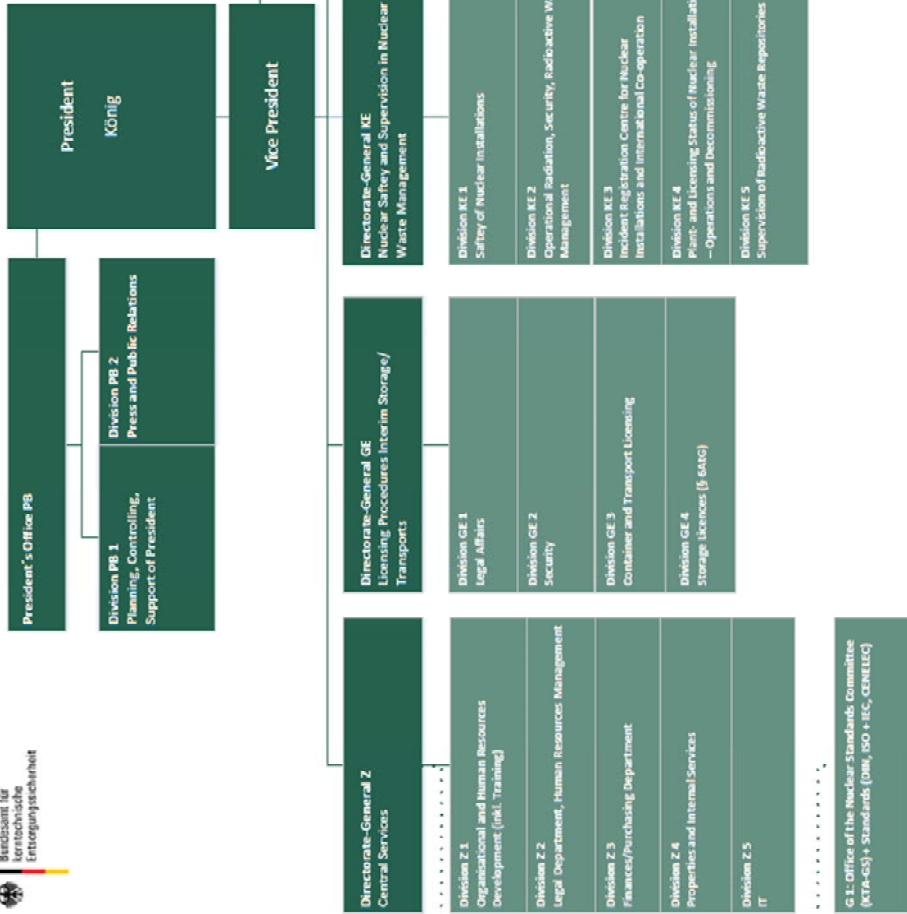 Bundesamt für
kerntechnische
Entsorgungssicherheit
President´s Office PB
Division PB 1
Planning, Controlling,
Support of President
Division PB 2
Press and Public Relations
President
König
Vice President
Directorate-General Z
Central Services
Division Z 1
Organisational and Human Resources
Development (inkl. Training)
Division Z 2
Legal Department, Human Resources Management
Division Z 3
Finances/Purchasing Department
Division Z 4
Properties and Internal Services
Division Z 5
IT
G 1: Office of the Nuclear Standards Committee
(KTA-GS) + Standards (DIN, ISO + IEC, CENELEC)
Directorate-General GE
Licensing Procedures Interim Storage/
Transports
Division GE 1
Legal Affairs
Division GE 2
Security
Division GE 3
Container and Transport Licensing
Division GE 4
Storage Licences (§ 6AtG)
Directorate-General KE
Nuclear Saftey and Supervision in Nuclear
Waste Management
Division KE 1
Saftey of Nuclear Installations
Division KE 2
Operational Radiation, Security, Radioactive
Management
Division KE 3
Incident Registration Centre for Nuclear
Installations and International Co-operation
Division KE 4
Plant- and Licensing Status of Nuclear
– Operations and Decommissioning
Division KE 5
Supervision of Radioactive Waste Repositories